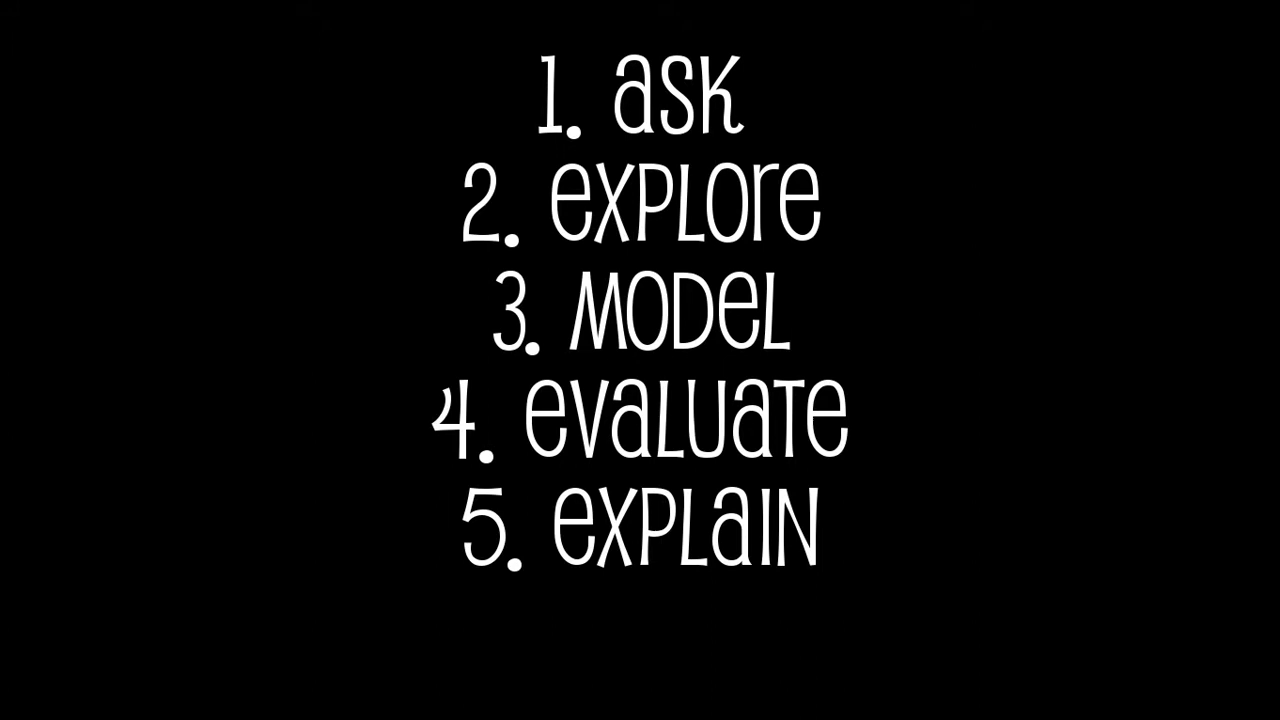 1. ask
2. explore
3. Model
4. evaluate
5. explain